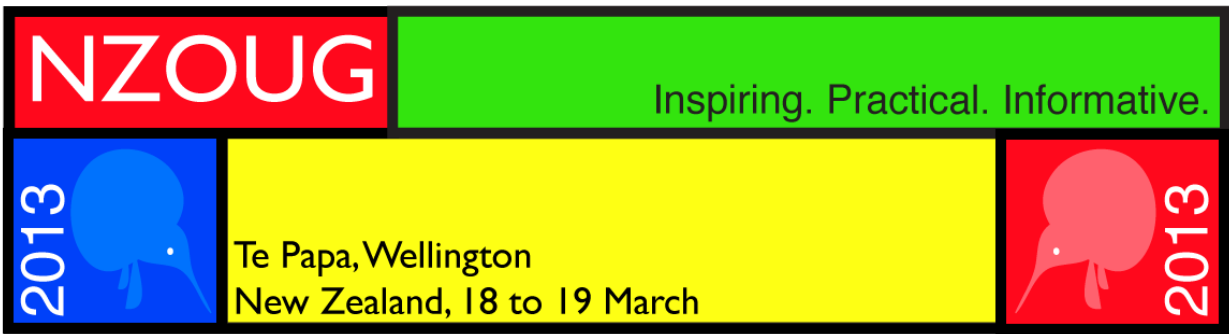 NZOUG
Inspiring. Practical. Informative.
2013
Te Papa, Wellington
New Zealand, 18 to 19 March
2013